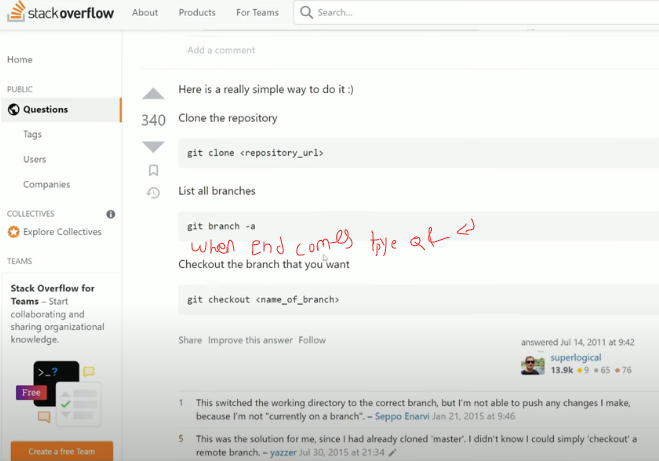 stackoverflow
About
Products
For Teams
Search...
Add a comment
Home
PUBLIC
Questions
Tags
Users
Companies
COLLECTIVES
Explore Collectives
TEAMS
Stack Overflow for
Teams – Start
collaborating and
sharing organizational
knowledge.
>_?
Free
Create a free Team
Here is a really simple way to do it :)
340
Clone the repository
git clone <repository_url>
List all branches
git branch -a
when end comes
Checkout the branch that you want
git checkout <name_of_branch>
Share Improve this answer Follow
answered Jul 14, 2011 at 9:42
superlogical
13.9k 9 65 76
1 This switched the working directory to the correct branch, but I'm not able to push any changes I make,
because I'm not "currently on a branch". – Seppo Enarvi Jan 21, 2015 at 9:46
5 This was the solution for me, since I had already cloned 'master'. I didn't know I could simply 'checkout' a
remote branch. – yazzer Jul 30, 2015 at 21:34